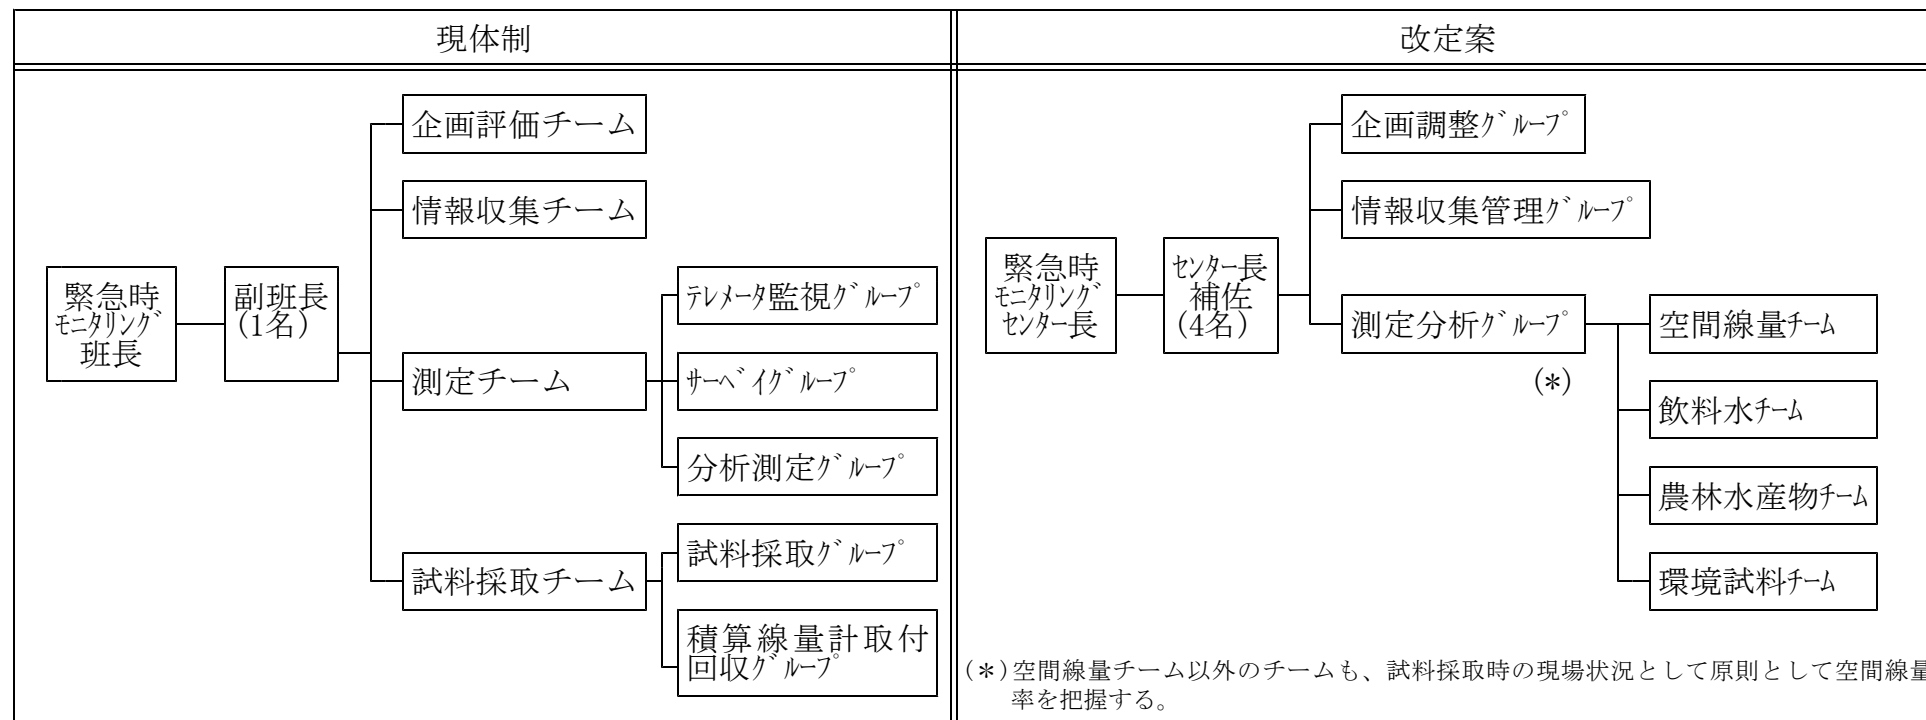 現体制
緊急時
ﾓﾆﾀﾘﾝｸﾞ
班長
副班長
(1名)
企画評価チーム
情報収集チーム
測定チーム
試料採取チーム
ﾃﾚﾒｰﾀ監視ｸﾞﾙｰﾌﾟ
ｻｰﾍﾞｲｸﾞﾙｰﾌﾟ
分析測定ｸﾞﾙｰﾌﾟ
試料採取ｸﾞﾙｰﾌﾟ
積算線量計取付
回収ｸﾞﾙｰﾌﾟ
改定案
緊急時
ﾓﾆﾀﾘﾝｸﾞ
ｾﾝﾀｰ長
ｾﾝﾀｰ長
補佐
(4名)
企画調整ｸﾞﾙｰﾌﾟ
情報収集管理ｸﾞﾙｰﾌﾟ
測定分析ｸﾞﾙｰﾌﾟ
(*)
空間線量ﾁｰﾑ
飲料水ﾁｰﾑ
農林水産物ﾁｰﾑ
環境試料ﾁｰﾑ
(*)空間線量チーム以外のチームも、試料採取時の現場状況として原則として空間線量
率を把握する。